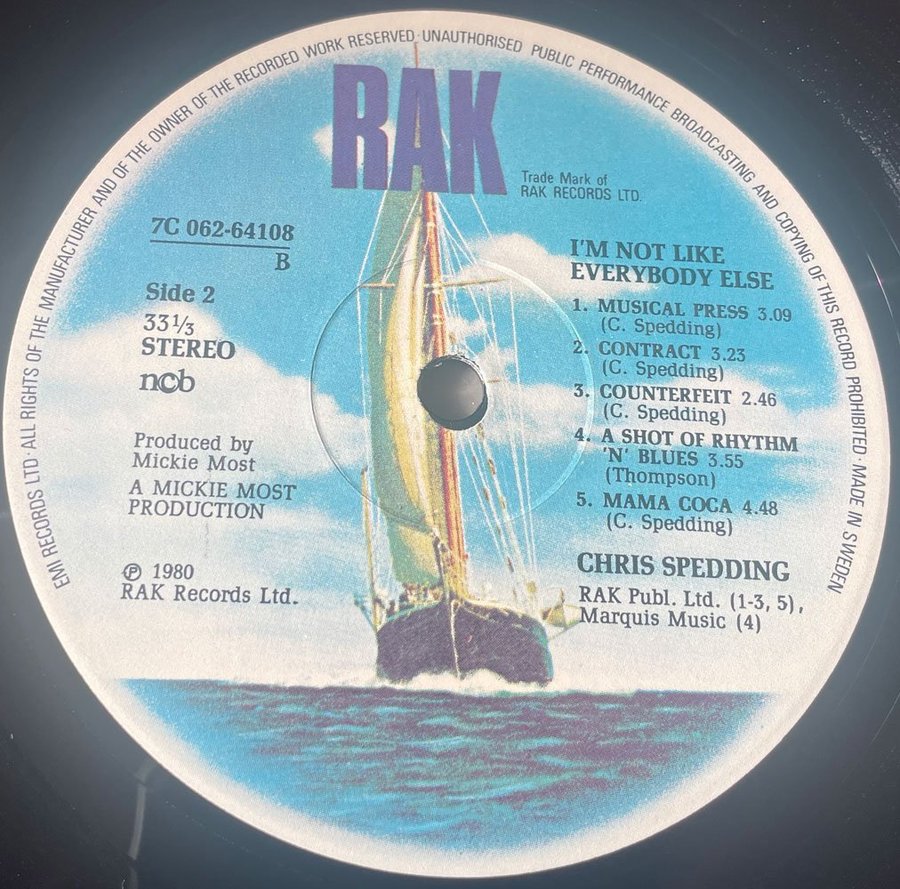 EMI RECORDS LTD · ALL RIGHTS OF THE MANUFACTURER AND OF THE OWNER OF THE RECORDED WORK RESERVED · UNAUTHORISED PUBLIC PERFORMANCE BROADCASTING AND COPYING OF THIS RECORD PROHIBITED · MADE IN SWEDEN
RAK
Trade Mark of
RAK RECORDS LTD.
7C 062-64108
B
Side 2
33⅓
STEREO
ncb
Produced by
Mickie Most
A MICKIE MOST
PRODUCTION
℗ 1980
RAK Records Ltd.
I'M NOT LIKE
EVERYBODY ELSE
1. MUSICAL PRESS 3.09
(C. Spedding)
2. CONTRACT 3.23
(C. Spedding)
3. COUNTERFEIT 2.46
(C. Spedding)
4. A SHOT OF RHYTHM
'N' BLUES 3.55
(Thompson)
5. MAMA COCA 4.48
(C. Spedding)
CHRIS SPEDDING
RAK Publ. Ltd. (1-3, 5),
Marquis Music (4)